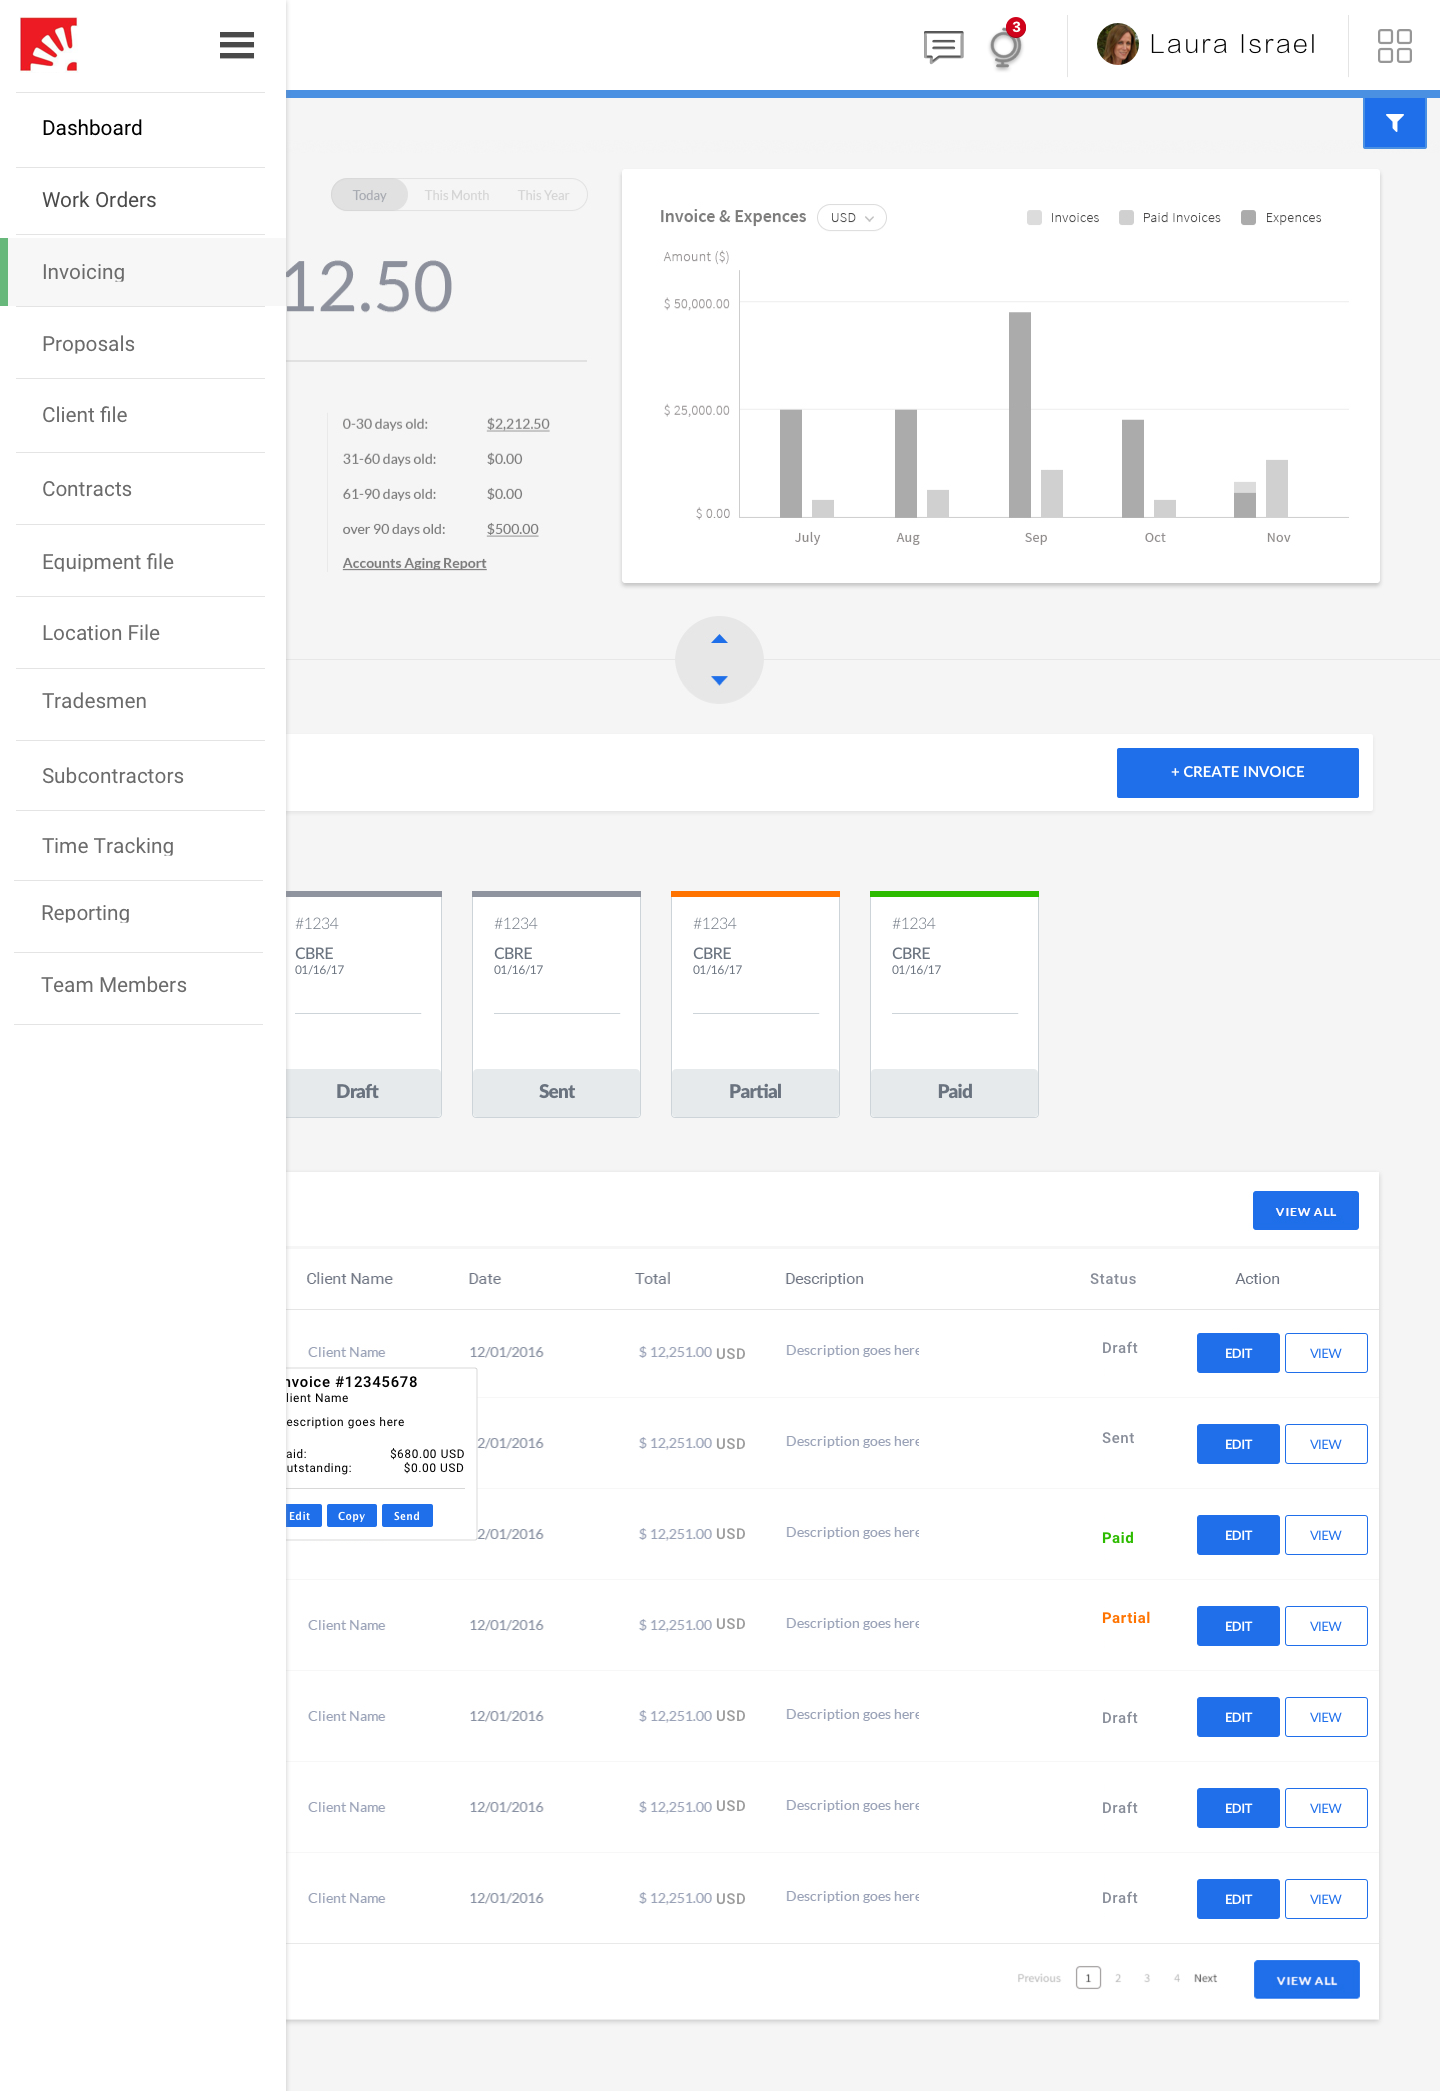 3
Laura Israel
Dashboard
Work Orders
Invoicing
Proposals
Client file
Contracts
Equipment file
Location File
Tradesmen
Subcontractors
Time Tracking
Reporting
Team Members
Today This Month This Year
12.50
0-30 days old: $2,212.50
31-60 days old: $0.00
61-90 days old: $0.00
over 90 days old: $500.00
Accounts Aging Report
Invoice & Expences USD
Invoices Paid Invoices Expences
Amount ($)
$ 50,000.00
$ 25,000.00
$ 0.00
July Aug Sep Oct Nov
+ CREATE INVOICE
#1234
CBRE
01/16/17
Draft
#1234
CBRE
01/16/17
Sent
#1234
CBRE
01/16/17
Partial
#1234
CBRE
01/16/17
Paid
VIEW ALL
Client Name Date Total Description Status Action
Client Name 12/01/2016 $ 12,251.00 USD Description goes here Draft EDIT VIEW
nvoice #12345678
lient Name
escription goes here
aid: $680.00 USD
utstanding: $0.00 USD
Edit Copy Send
2/01/2016 $ 12,251.00 USD Description goes here Sent EDIT VIEW
2/01/2016 $ 12,251.00 USD Description goes here Paid EDIT VIEW
Client Name 12/01/2016 $ 12,251.00 USD Description goes here Partial EDIT VIEW
Client Name 12/01/2016 $ 12,251.00 USD Description goes here Draft EDIT VIEW
Client Name 12/01/2016 $ 12,251.00 USD Description goes here Draft EDIT VIEW
Client Name 12/01/2016 $ 12,251.00 USD Description goes here Draft EDIT VIEW
Previous 1 2 3 4 Next VIEW ALL